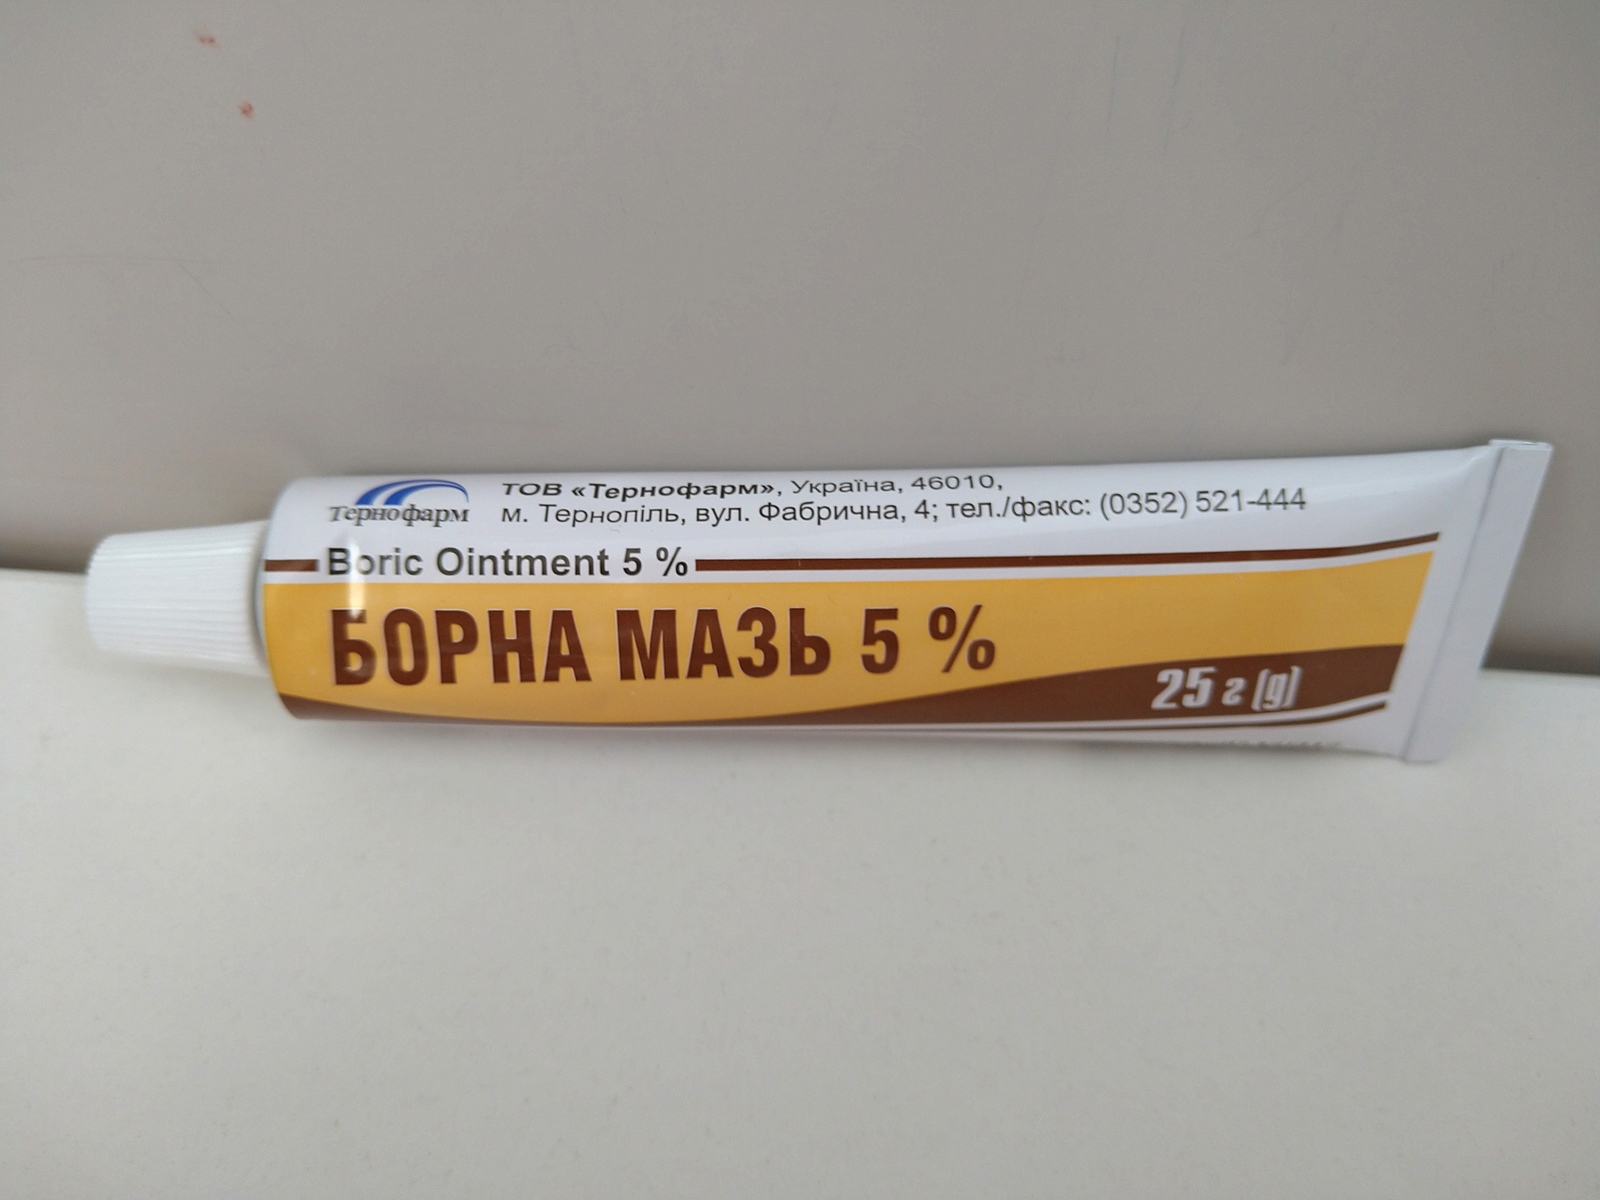 Тернофарм
ТОВ «Тернофарм», Україна, 46010,
м. Тернопіль, вул. Фабрична, 4; тел./факс: (0352) 521-444
Boric Ointment 5 %
БОРНА МАЗЬ 5 %
25 г (g)